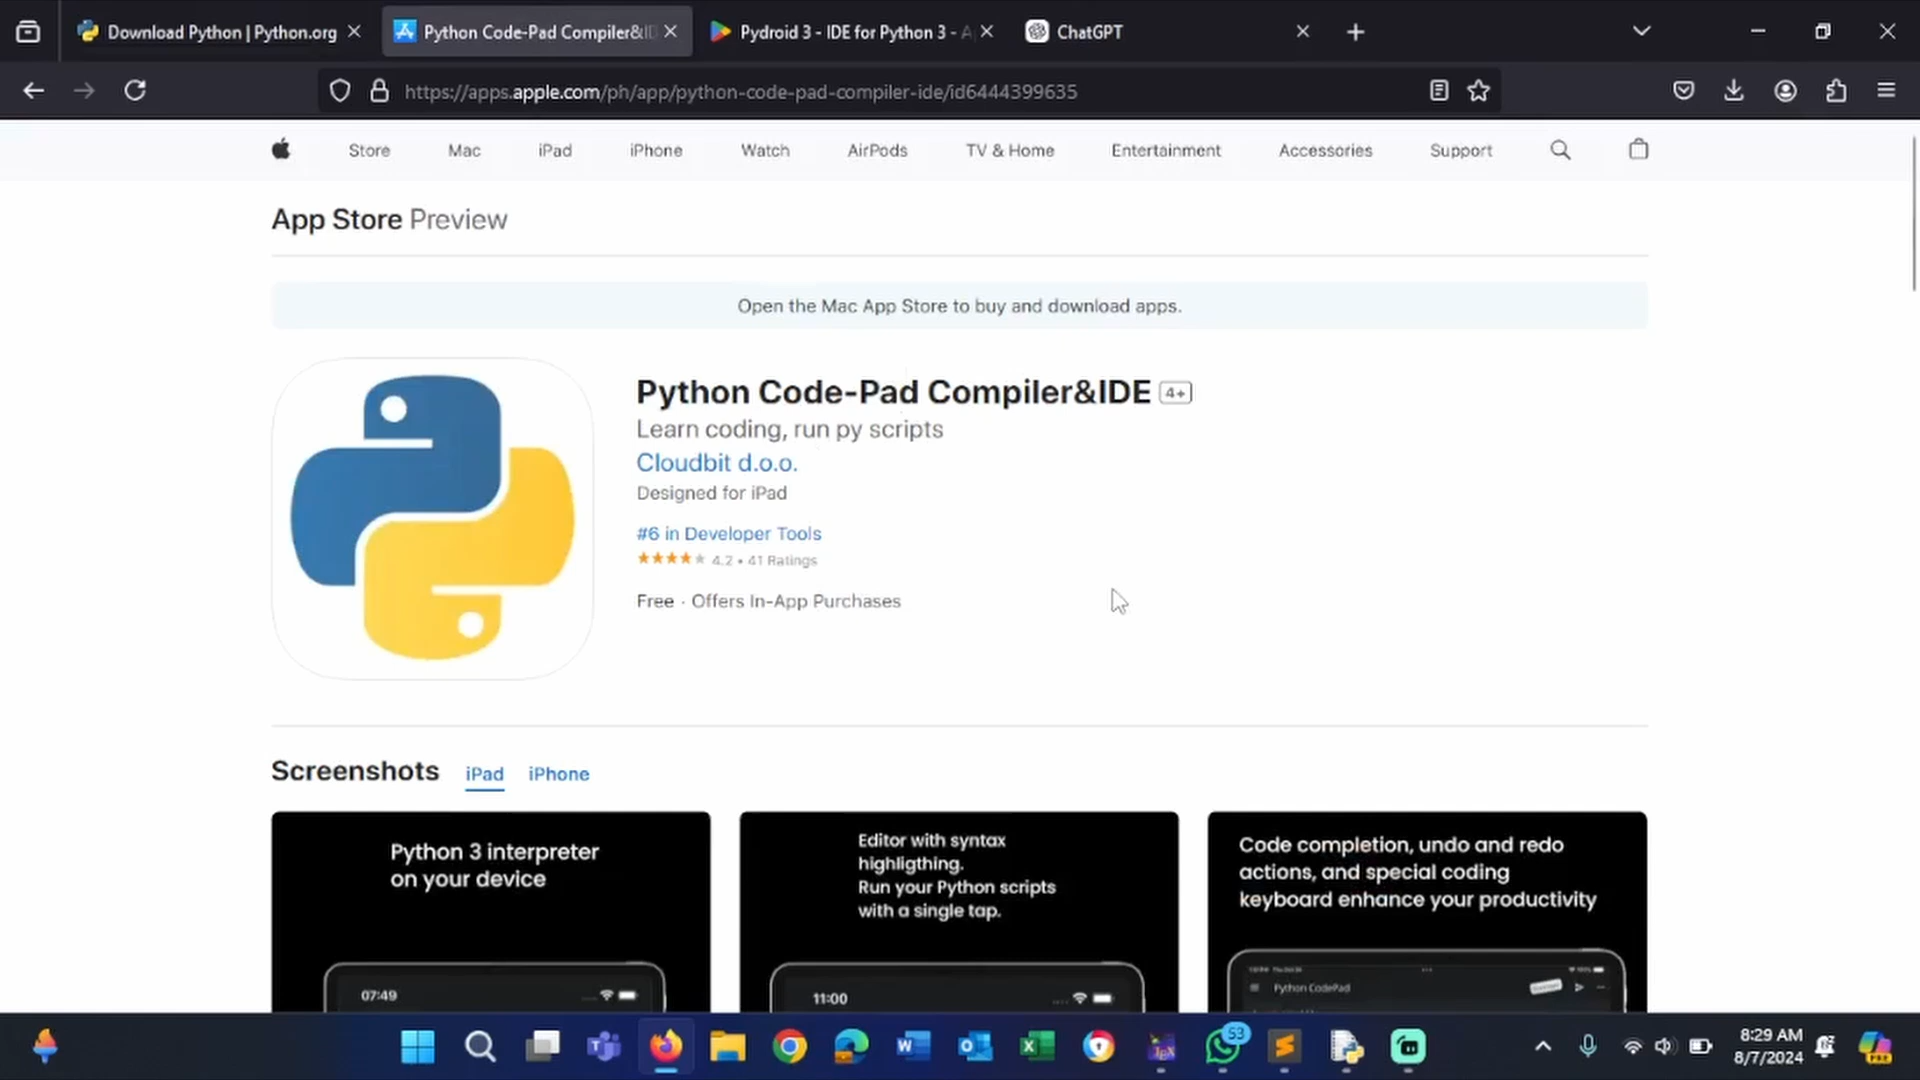 Download Python | Python.org
Python Code-Pad Compiler&ID
Pydroid 3 - IDE for Python 3 - A
ChatGPT
https://apps.apple.com/ph/app/python-code-pad-compiler-ide/id6444399635
Store Mac iPad iPhone Watch AirPods TV & Home Entertainment Accessories Support
App Store Preview
Open the Mac App Store to buy and download apps.
Python Code-Pad Compiler&IDE 4+
Learn coding, run py scripts
Cloudbit d.o.o.
Designed for iPad
#6 in Developer Tools
4.2 • 41 Ratings
Free · Offers In-App Purchases
Screenshots iPad iPhone
Python 3 interpreter
on your device
07:49
Editor with syntax
highligthing.
Run your Python scripts
with a single tap.
11:00
Code completion, undo and redo
actions, and special coding
keyboard enhance your productivity
Python CodePad
53
8:29 AM
8/7/2024